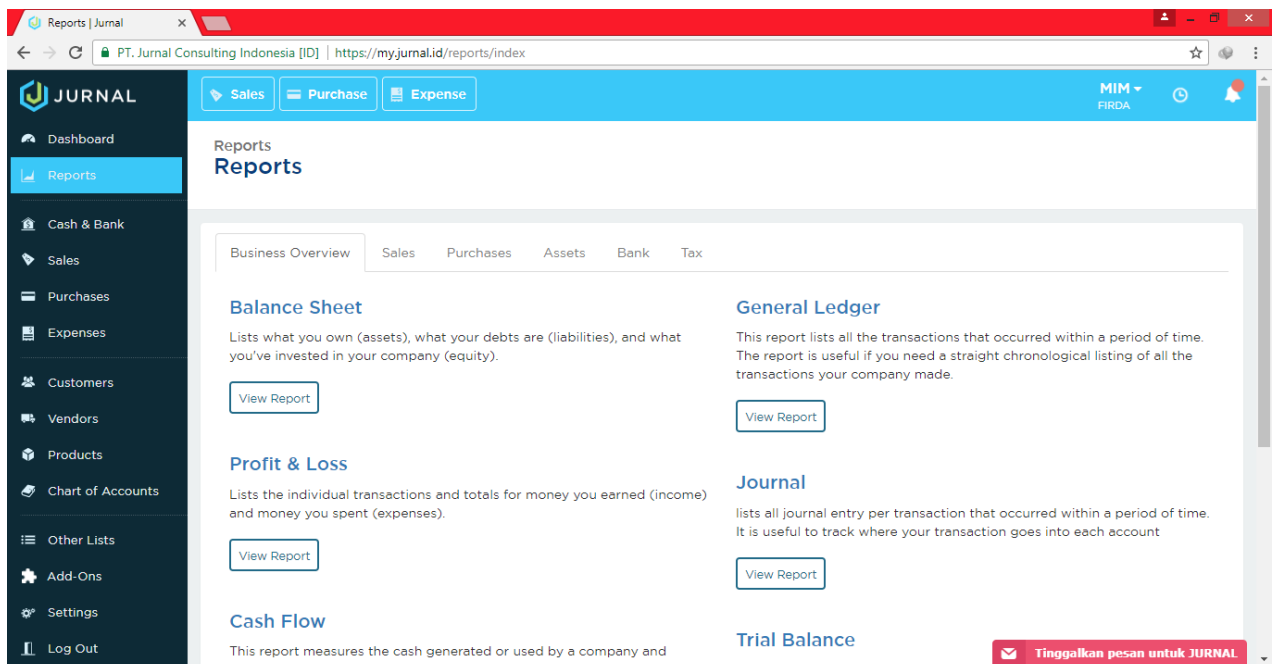 Reports | Jurnal
PT. Jurnal Consulting Indonesia [ID] | https://my.jurnal.id/reports/index
JURNAL
Sales
Purchase
Expense
MIM
FIRDA
Dashboard
Reports
Cash & Bank
Sales
Purchases
Expenses
Customers
Vendors
Products
Chart of Accounts
Other Lists
Add-Ons
Settings
Log Out
Reports
Reports
Business Overview
Sales
Purchases
Assets
Bank
Tax
Balance Sheet
Lists what you own (assets), what your debts are (liabilities), and what
you've invested in your company (equity).
View Report
Profit & Loss
Lists the individual transactions and totals for money you earned (income)
and money you spent (expenses).
View Report
Cash Flow
This report measures the cash generated or used by a company and
General Ledger
This report lists all the transactions that occurred within a period of time.
The report is useful if you need a straight chronological listing of all the
transactions your company made.
View Report
Journal
lists all journal entry per transaction that occurred within a period of time.
It is useful to track where your transaction goes into each account
View Report
Trial Balance
Tinggalkan pesan untuk JURNAL